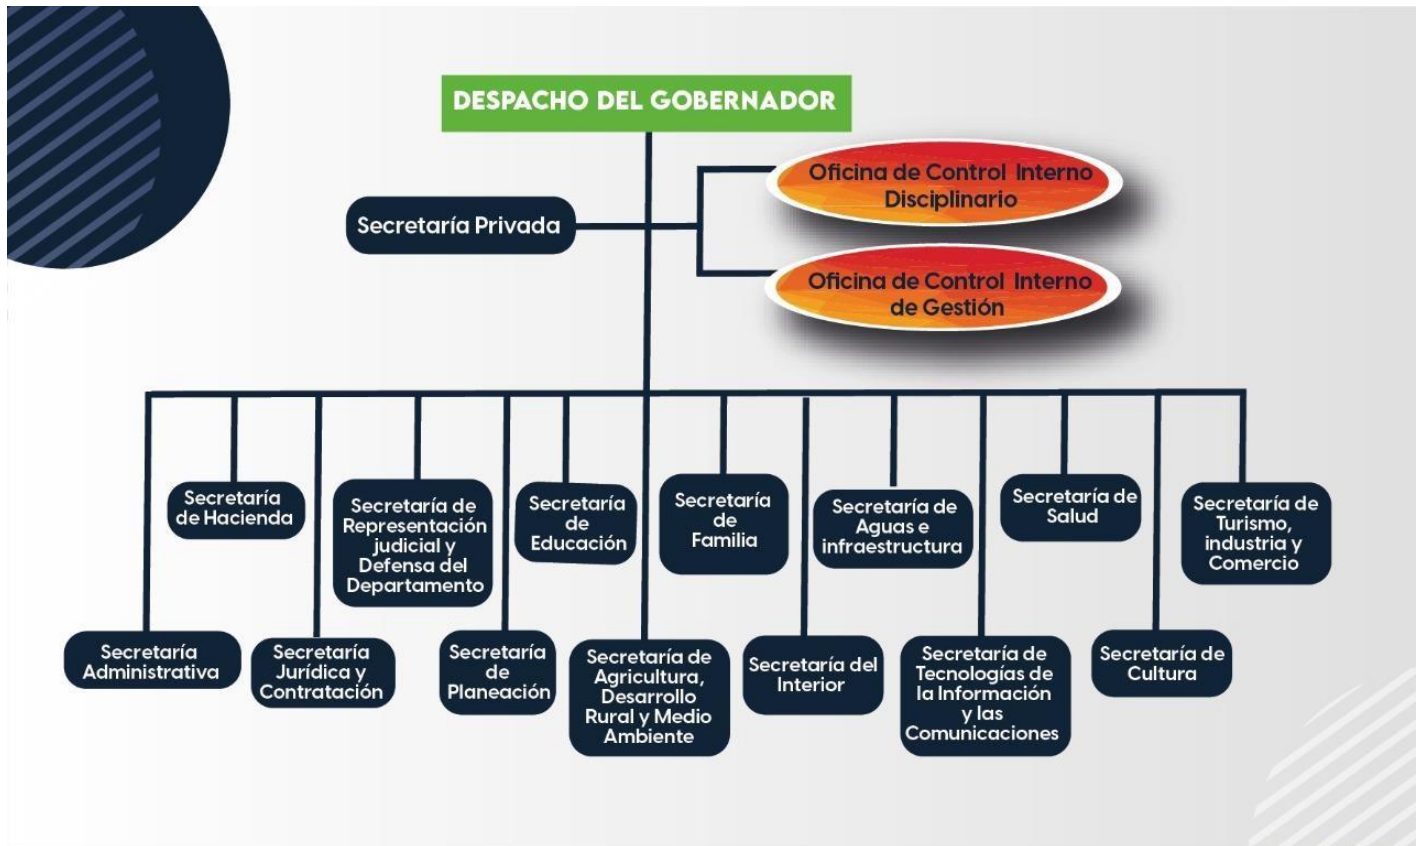 DESPACHO DEL GOBERNADOR
Oficina de Control Interno
Disciplinario
Secretaría Privada
Oficina de Control Interno
de Gestión
Secretaría
de Hacienda
Secretaría de
Representación
judicial y
Defensa del
Departamento
Secretaría
de
Educación
Secretaría
de
Familia
Secretaría de
Aguas e
infraestructura
Secretaría de
Salud
Secretaría de
Turismo,
industria y
Comercio
Secretaría
Administrativa
Secretaría
Jurídica y
Contratación
Secretaría
de
Planeación
Secretaría de
Agricultura,
Desarrollo
Rural y Medio
Ambiente
Secretaría del
Interior
Secretaría de
Tecnologías de
la Información
y las
Comunicaciones
Secretaría de
Cultura